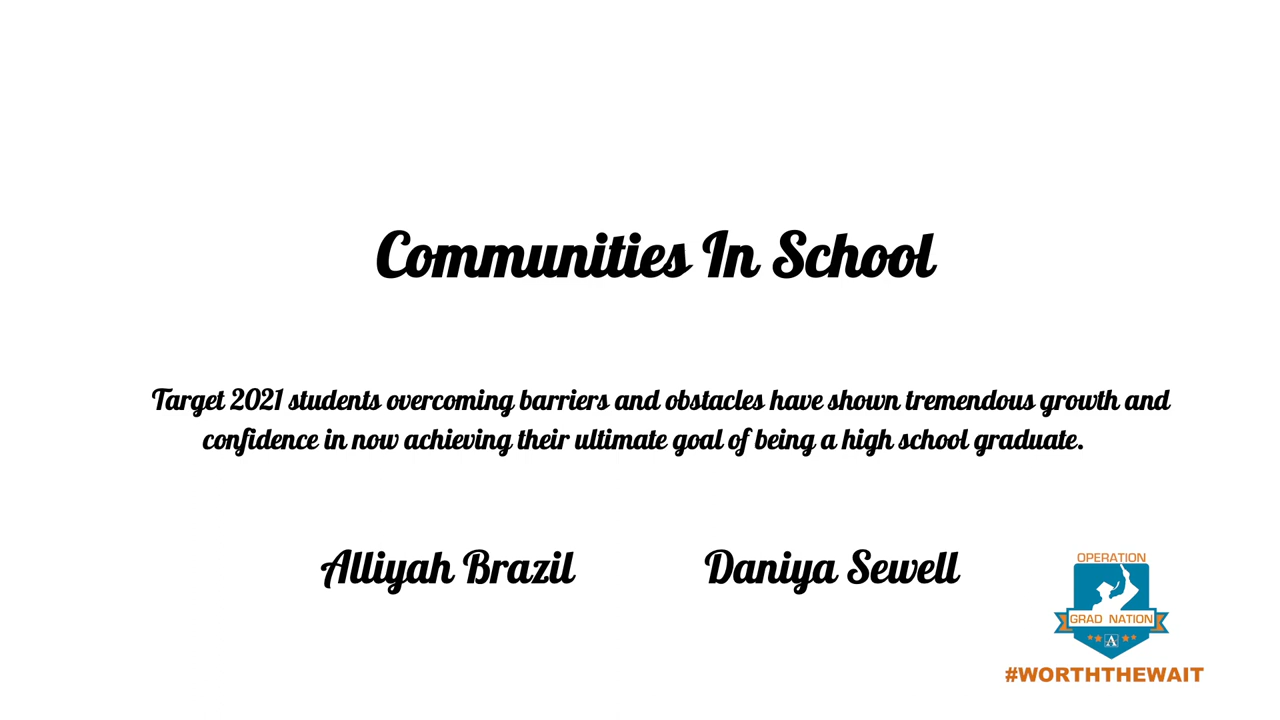 Communities In School
Target 2021 students overcoming barriers and obstacles have shown tremendous growth and
confidence in now achieving their ultimate goal of being a high school graduate.
Alliyah Brazil Daniya Sewell
OPERATION
GRAD NATION
A
#WORTHTHEWAIT